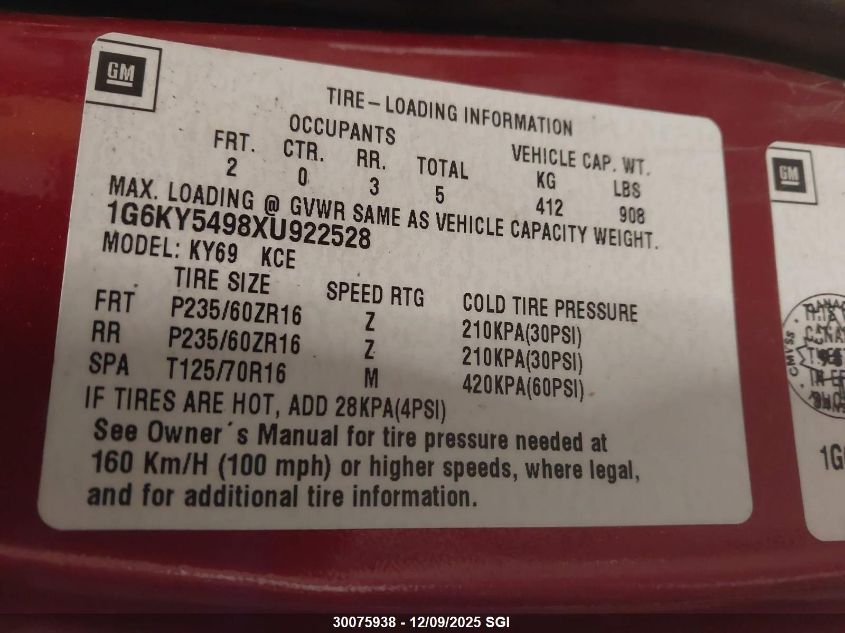 GM
TIRE-LOADING INFORMATION
OCCUPANTS VEHICLE CAP. WT.
FRT. CTR. RR. TOTAL KG LBS
2 0 3 5 412 908
MAX. LOADING @ GVWR SAME AS VEHICLE CAPACITY WEIGHT.
1G6KY5498XU922528
MODEL: KY69 KCE
TIRE SIZE SPEED RTG COLD TIRE PRESSURE
FRT P235/60ZR16 Z 210KPA(30PSI)
RR P235/60ZR16 Z 210KPA(30PSI)
SPA T125/70R16 M 420KPA(60PSI)
IF TIRES ARE HOT, ADD 28KPA(4PSI)
See Owner´s Manual for tire pressure needed at
160 Km/H (100 mph) or higher speeds, where legal,
and for additional tire information.
GM
30075938 - 12/09/2025 SGI